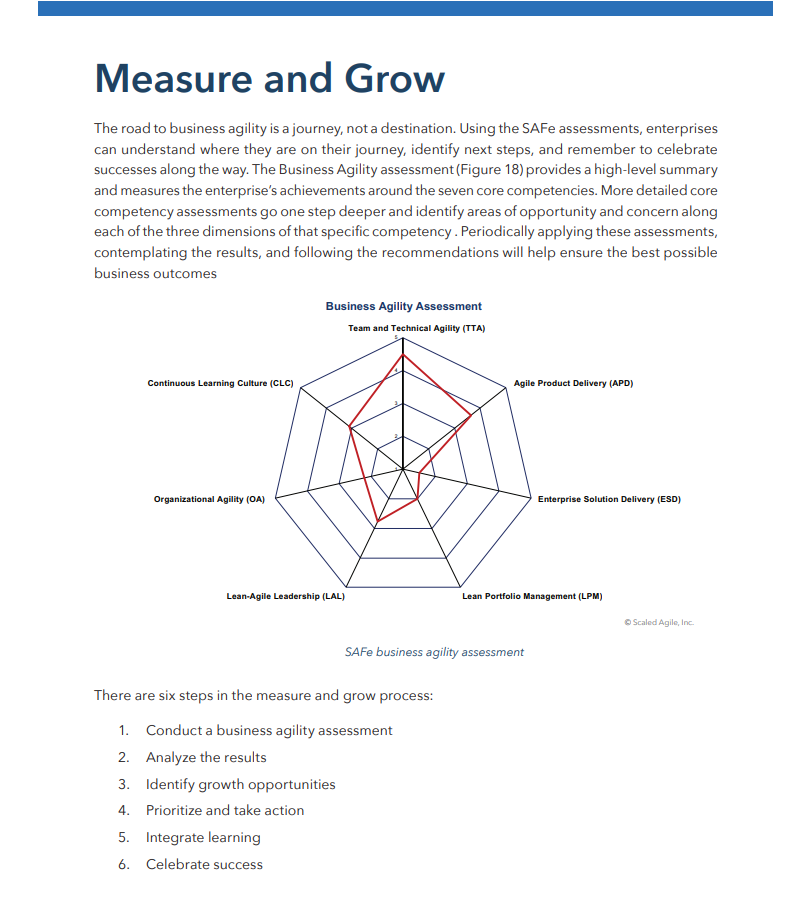 Measure and Grow
The road to business agility is a journey, not a destination. Using the SAFe assessments, enterprises
can understand where they are on their journey, identify next steps, and remember to celebrate
successes along the way. The Business Agility assessment (Figure 18) provides a high-level summary
and measures the enterprise's achievements around the seven core competencies. More detailed core
competency assessments go one step deeper and identify areas of opportunity and concern along
each of the three dimensions of that specific competency . Periodically applying these assessments,
contemplating the results, and following the recommendations will help ensure the best possible
business outcomes
Business Agility Assessment
Team and Technical Agility (TTA)
5
4
3
2
1
Continuous Learning Culture (CLC)
Agile Product Delivery (APD)
Organizational Agility (OA)
Enterprise Solution Delivery (ESD)
Lean-Agile Leadership (LAL)
Lean Portfolio Management (LPM)
© Scaled Agile, Inc.
SAFe business agility assessment
There are six steps in the measure and grow process:
1. Conduct a business agility assessment
2. Analyze the results
3. Identify growth opportunities
4. Prioritize and take action
5. Integrate learning
6. Celebrate success